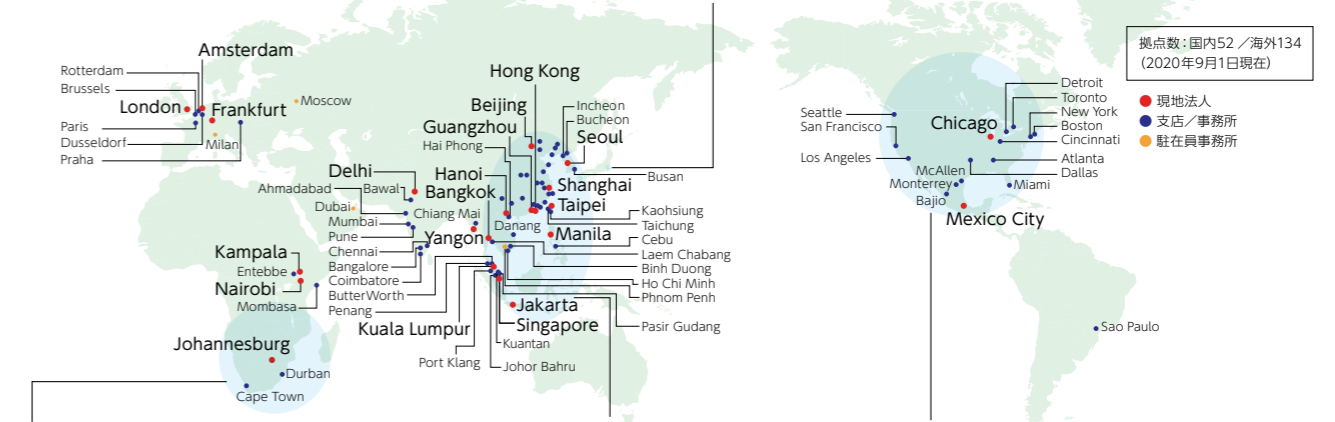 Amsterdam
Rotterdam
Brussels
London
Frankfurt
Moscow
Paris
Dusseldorf
Milan
Praha
Hong Kong
Beijing
Incheon
Bucheon
Guangzhou
Seoul
Hai Phong
Busan
Delhi
Hanoi
Ahmadabad
Bawal
Bangkok
Shanghai
Dubai
Chiang Mai
Taipei
Kaohsiung
Mumbai
Danang
Taichung
Pune
Yangon
Manila
Cebu
Chennai
Laem Chabang
Kampala
Bangalore
Binh Duong
Entebbe
Coimbatore
Ho Chi Minh
Nairobi
ButterWorth
Phnom Penh
Mombasa
Penang
Jakarta
Kuala Lumpur
Singapore
Pasir Gudang
Johannesburg
Kuantan
Port Klang
Johor Bahru
Durban
Cape Town
拠点数:国内52／海外134
（2020年9月1日現在）
現地法人
支店／事務所
駐在員事務所
Detroit
Toronto
Seattle
New York
San Francisco
Chicago
Boston
Cincinnati
Los Angeles
Atlanta
McAllen
Dallas
Monterrey
Miami
Bajio
Mexico City
Sao Paulo